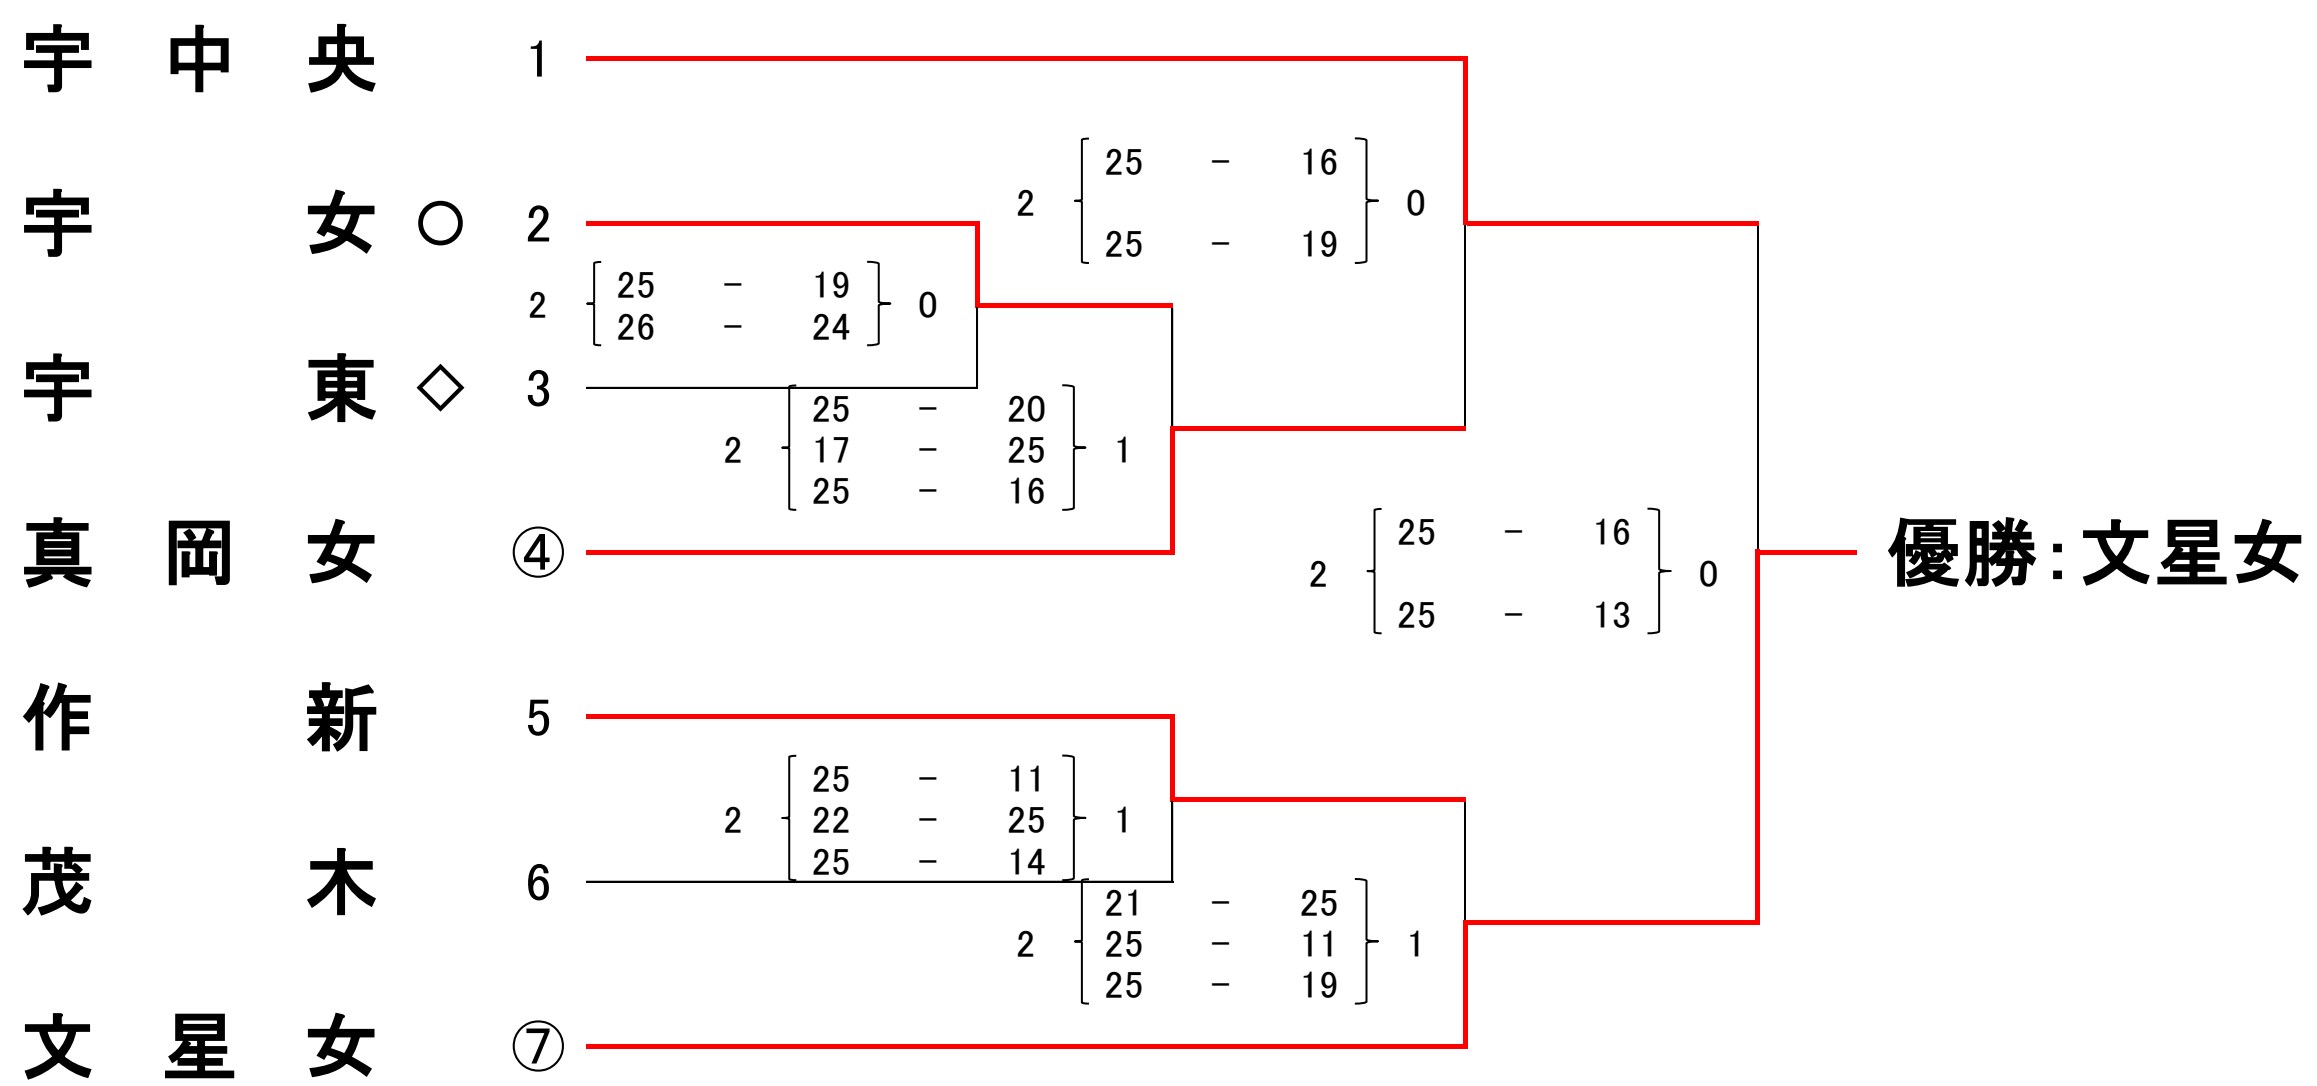 宇中央 1
25 - 16
宇女 ○ 2
2 0
25 - 19
25 - 19
2 0
26 - 24
宇東 ◇ 3
25 - 20
2 17 - 25 1
25 - 16
真岡女 ④
25 - 16
優勝:文星女
2 0
25 - 13
作新 5
25 - 11
2 22 - 25 1
25 - 14
茂木 6
21 - 25
2 25 - 11 1
25 - 19
文星女 ⑦